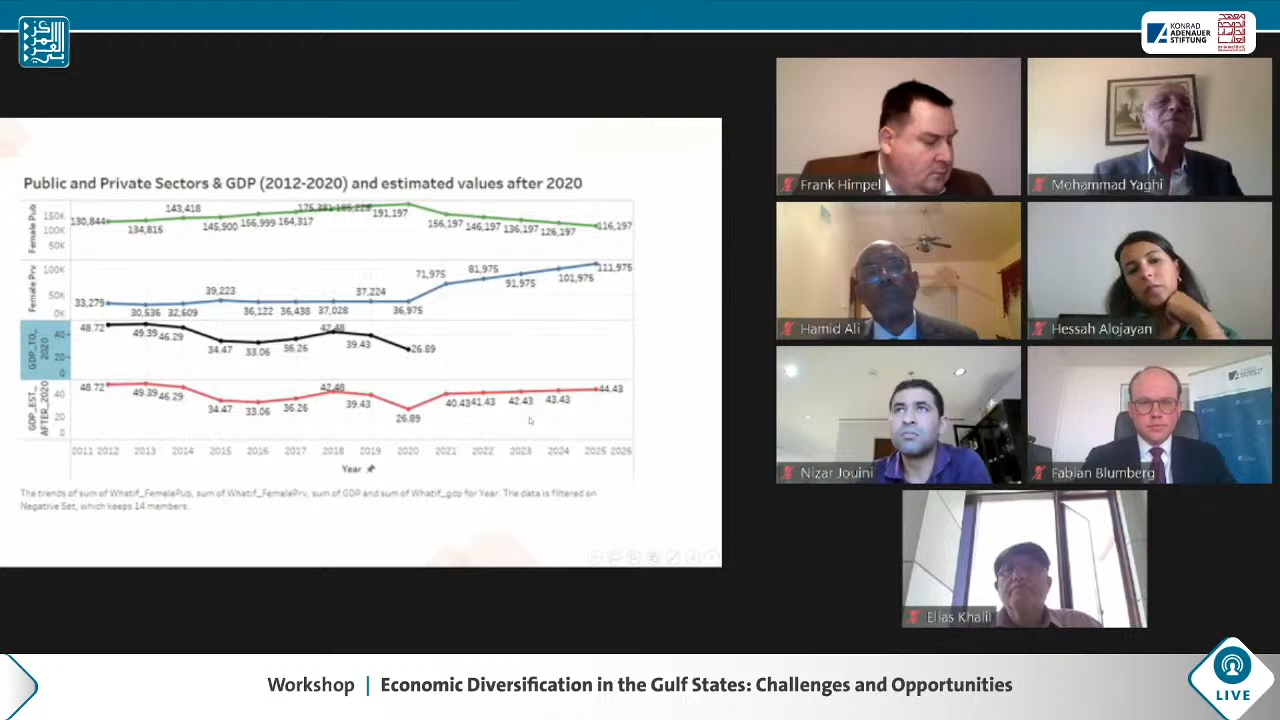 KONRAD
ADENAUER
STIFTUNG
Public and Private Sectors & GDP (2012-2020) and estimated values after 2020
Female Pub
150K
100K
50K
130,844
134,815
143,418
145,900
156,999
164,317
191,197
156,197
146,197
136,197
126,197
116,197
Female Prv
100K
50K
0K
33,279
30,536
32,609
39,223
36,122
36,438
37,028
37,224
36,975
71,975
81,975
91,975
101,975
111,975
GDP_TO_
2020
40
20
0
48.72
49.39
46.29
34.47
33.06
36.26
42.48
39.43
26.89
GDP_EST_
AFTER_2020
40
20
0
48.72
49.39
46.29
34.47
33.06
36.26
42.48
39.43
26.89
40.43
41.43
42.43
43.43
44.43
2011 2012 2013 2014 2015 2016 2017 2018 2019 2020 2021 2022 2023 2024 2025 2026
Year
The trends of sum of Whatif_FemalePub, sum of Whatif_FemalePrv, sum of GDP and sum of Whatif_gdp for Year. The data is filtered on
Negative Set, which keeps 14 members.
Frank Himpel
Mohammad Yaghi
Hamid Ali
Hessah Alojayan
Nizar Jouini
Fabian Blumberg
Elias Khalil
Workshop | Economic Diversification in the Gulf States: Challenges and Opportunities
LIVE